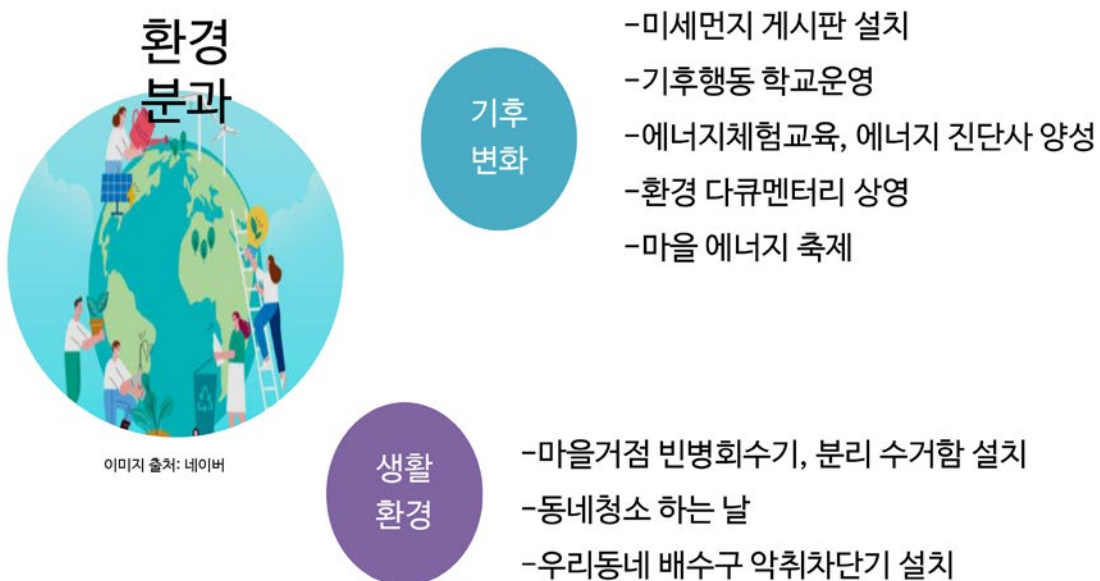 환경
분과
이미지 출처: 네이버
기후
변화
-미세먼지 게시판 설치
-기후행동 학교운영
-에너지체험교육, 에너지 진단사 양성
-환경 다큐멘터리 상영
-마을 에너지 축제
생활
환경
-마을거점 빈병회수기, 분리 수거함 설치
-동네청소 하는 날
-우리동네 배수구 악취차단기 설치